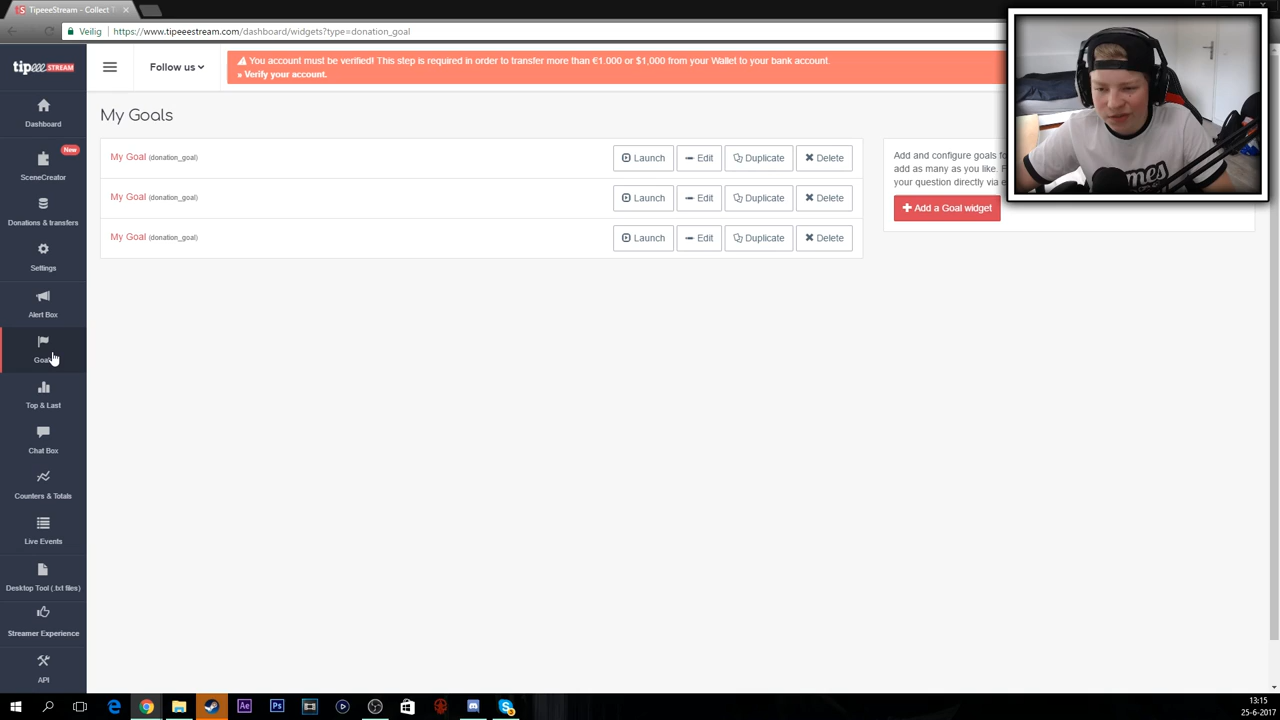 TipeeeStream - Collect T
Veilig
https://www.tipeeestream.com/dashboard/widgets?type=donation_goal
tipeee STREAM
Follow us
You account must be verified! This step is required in order to transfer more than €1.000 or $1,000 from your Wallet to your bank account.
» Verify your account.
Dashboard
New
SceneCreator
Donations & transfers
Settings
Alert Box
Goals
Top & Last
Chat Box
Counters & Totals
Live Events
Desktop Tool (.txt files)
Streamer Experience
API
My Goals
My Goal (donation_goal)
Launch
Edit
Duplicate
Delete
My Goal (donation_goal)
Launch
Edit
Duplicate
Delete
My Goal (donation_goal)
Launch
Edit
Duplicate
Delete
Add and configure goals fo
add as many as you like. F
your question directly via e
Add a Goal widget
Ae
Ps
13:15
25-6-2017